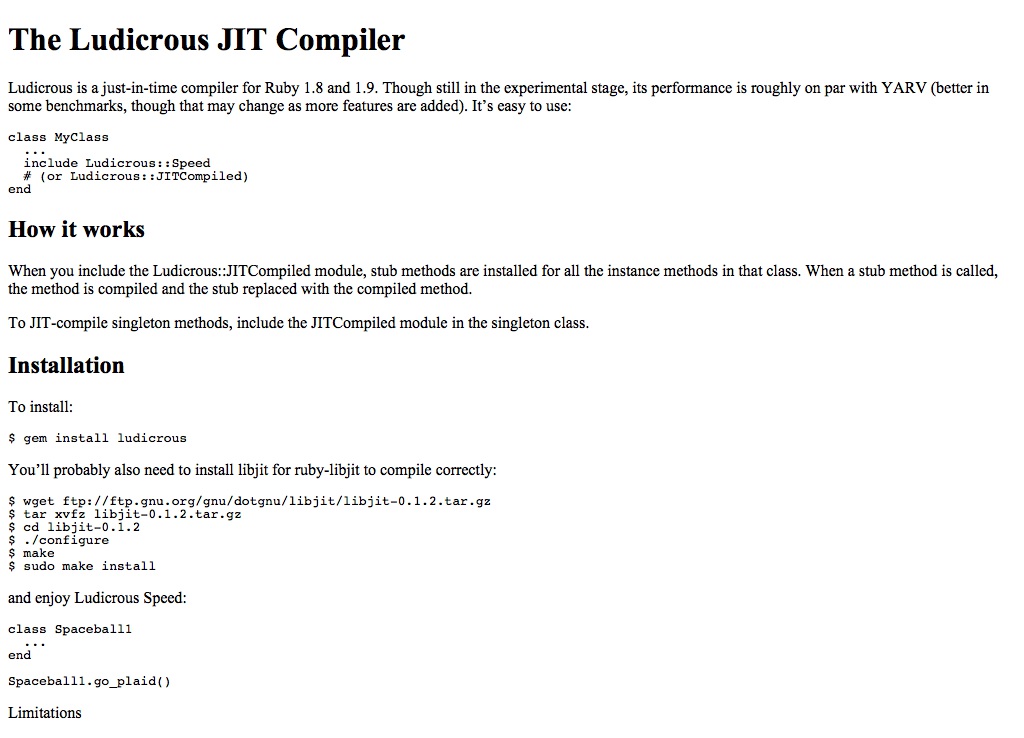 The Ludicrous JIT Compiler
Ludicrous is a just-in-time compiler for Ruby 1.8 and 1.9. Though still in the experimental stage, its performance is roughly on par with YARV (better in
some benchmarks, though that may change as more features are added). It’s easy to use:
class MyClass
  ...
  include Ludicrous::Speed
  # (or Ludicrous::JITCompiled)
end
How it works
When you include the Ludicrous::JITCompiled module, stub methods are installed for all the instance methods in that class. When a stub method is called,
the method is compiled and the stub replaced with the compiled method.
To JIT-compile singleton methods, include the JITCompiled module in the singleton class.
Installation
To install:
$ gem install ludicrous
You’ll probably also need to install libjit for ruby-libjit to compile correctly:
$ wget ftp://ftp.gnu.org/gnu/dotgnu/libjit/libjit-0.1.2.tar.gz
$ tar xvfz libjit-0.1.2.tar.gz
$ cd libjit-0.1.2
$ ./configure
$ make
$ sudo make install
and enjoy Ludicrous Speed:
class Spaceball1
  ...
end
Spaceball1.go_plaid()
Limitations